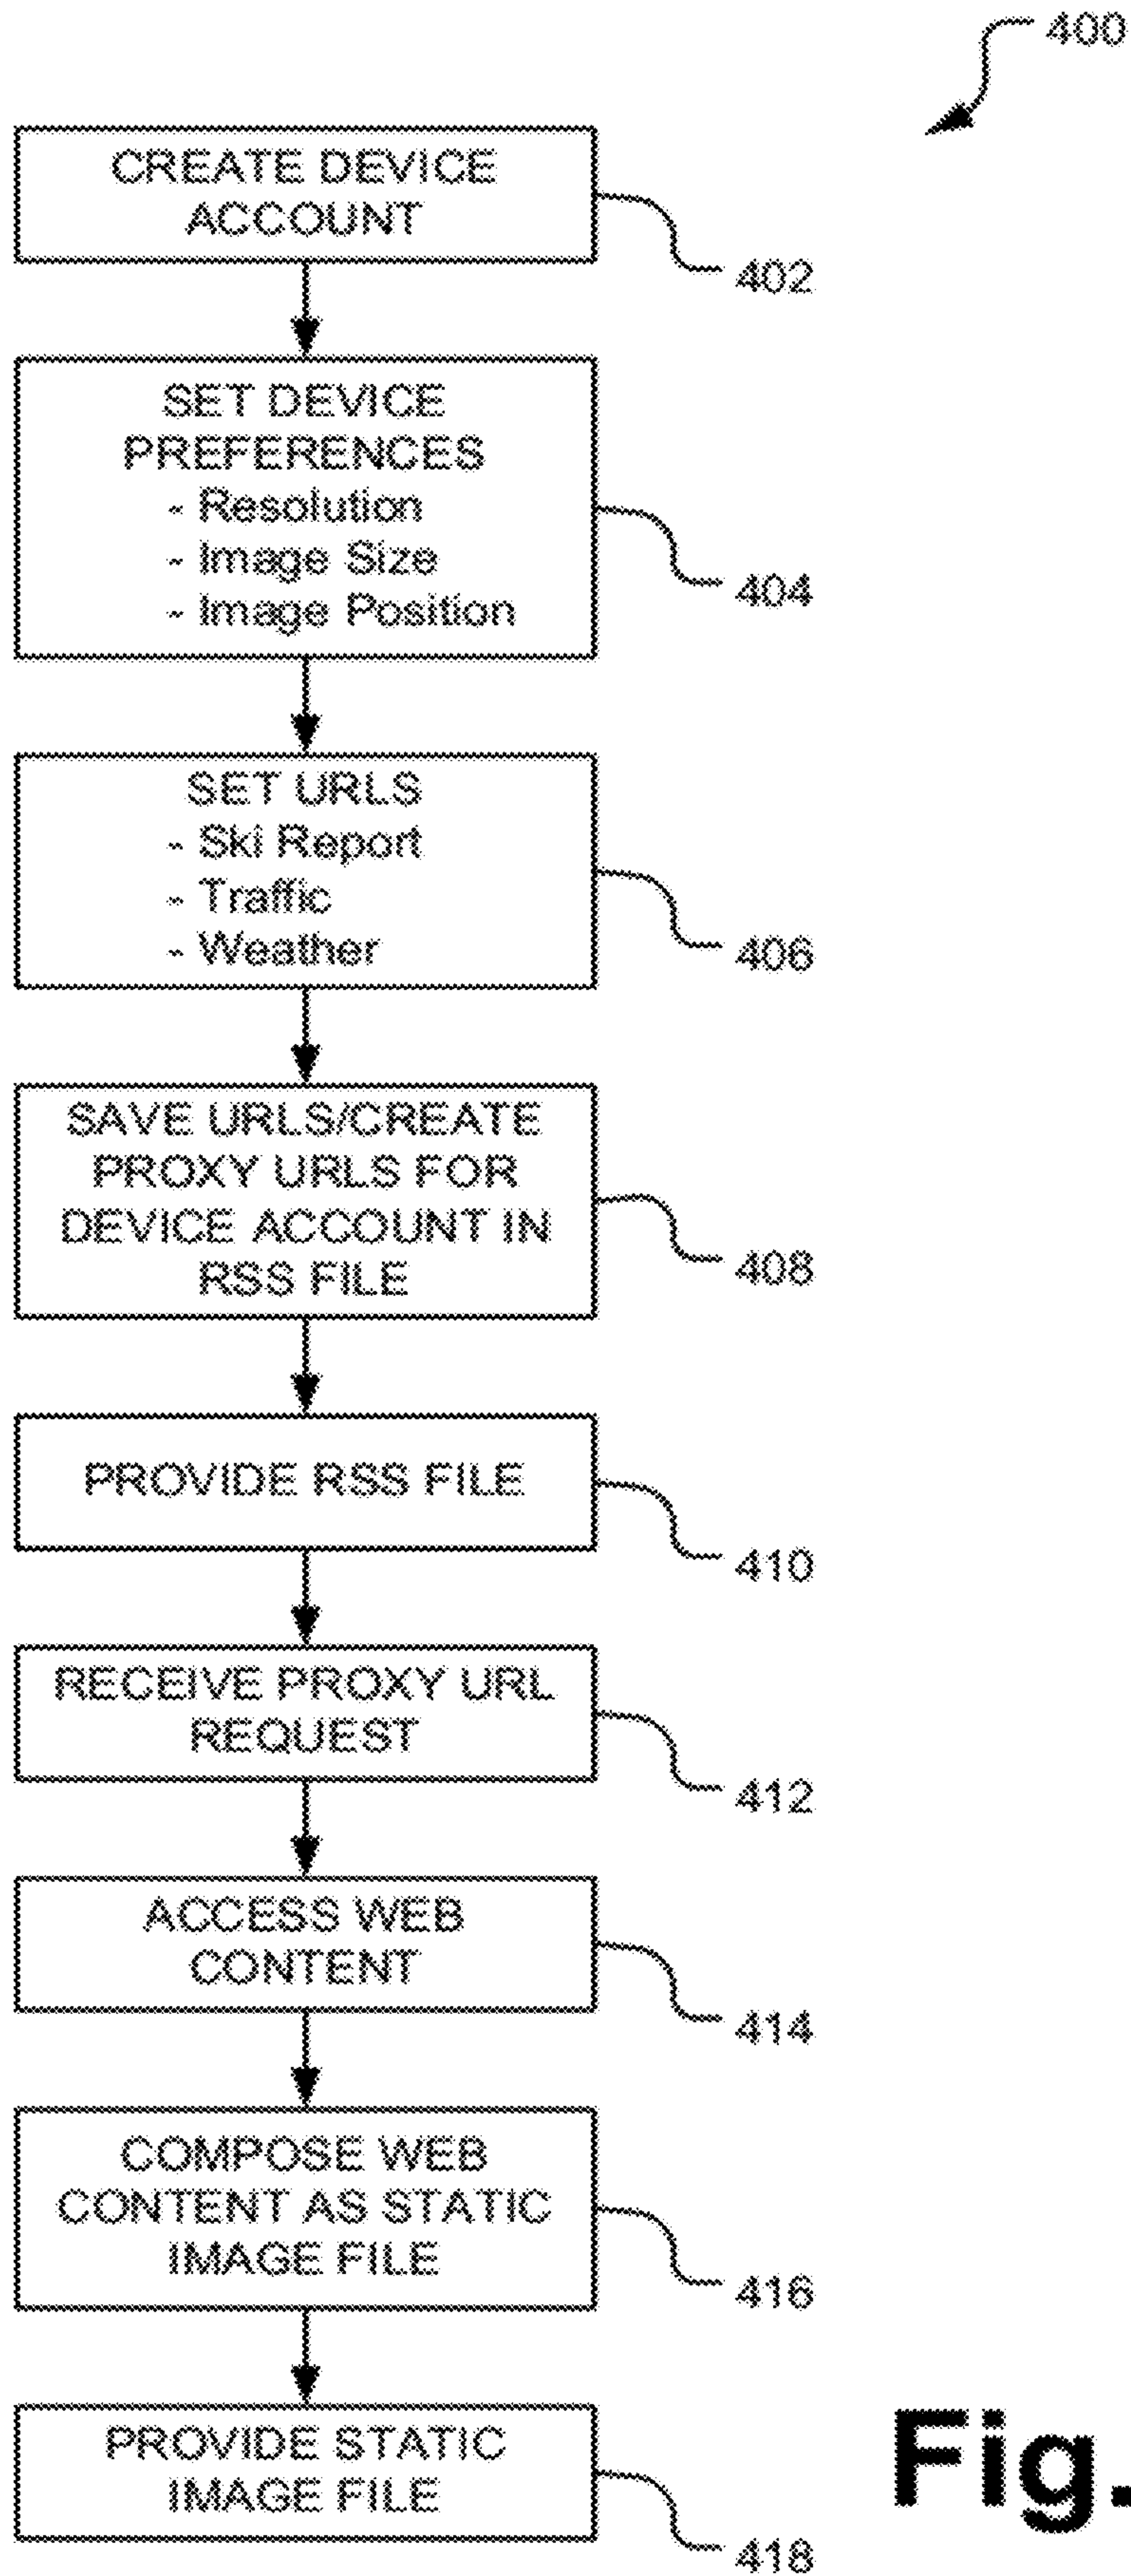 400
CREATE DEVICE
ACCOUNT
402
SET DEVICE
PREFERENCES
- Resolution
- Image Size
- Image Position
404
SET URLS
- Ski Report
- Traffic
- Weather
406
SAVE URLS/CREATE
PROXY URLS FOR
DEVICE ACCOUNT IN
RSS FILE
408
PROVIDE RSS FILE
410
RECEIVE PROXY URL
REQUEST
412
ACCESS WEB
CONTENT
414
COMPOSE WEB
CONTENT AS STATIC
IMAGE FILE
416
PROVIDE STATIC
IMAGE FILE
418
Fig.